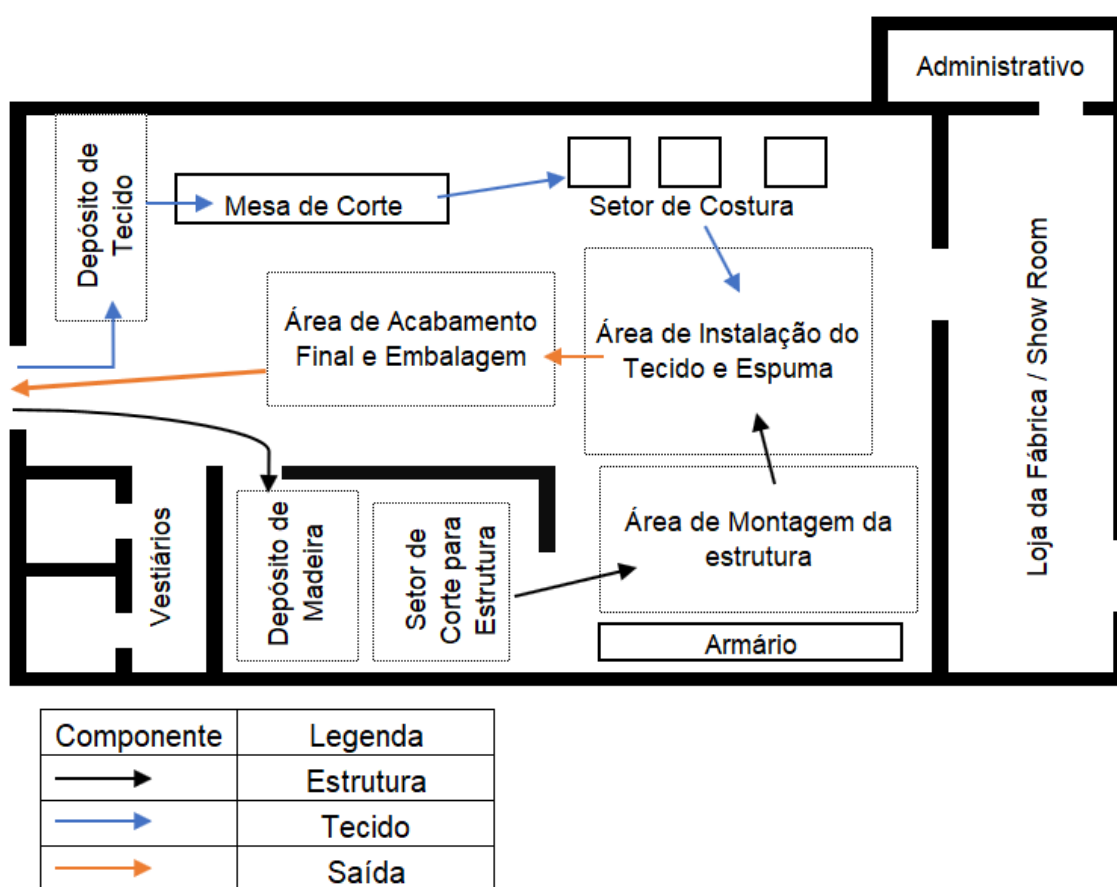 Administrativo
Depósito de
Tecido
Mesa de Corte
Setor de Costura
Loja da Fábrica / Show Room
Área de Acabamento
Final e Embalagem
Área de Instalação do
Tecido e Espuma
Vestiários
Depósito de
Madeira
Setor de
Corte para
Estrutura
Área de Montagem da
estrutura
Armário
Componente Legenda
Estrutura
Tecido
Saída